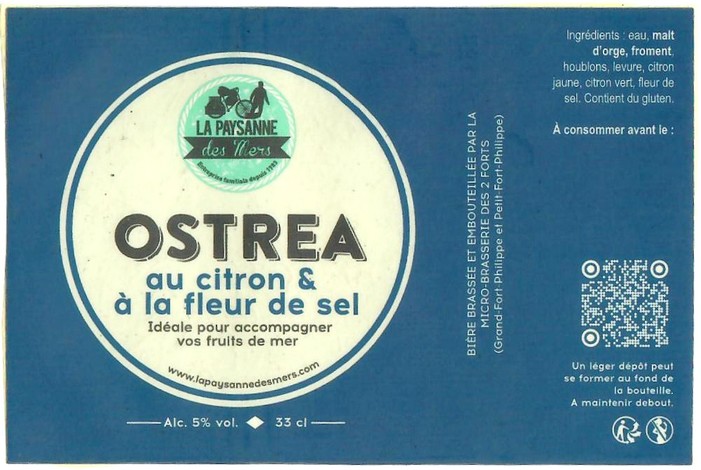 LA PAYSANNE
des Mers
Entreprise familiale depuis 1983
OSTREA
au citron &
à la fleur de sel
Idéale pour accompagner
vos fruits de mer
www.lapaysannedesmers.com
Alc. 5% vol. 33 cl
BIÈRE BRASSÉE ET EMBOUTEILLÉE PAR LA
MICRO-BRASSERIE DES 2 FORTS
(Grand-Fort-Philippe et Petit-Fort-Philippe)
Ingrédients : eau, malt
d'orge, froment,
houblons, levure, citron
jaune, citron vert, fleur de
sel. Contient du gluten.
À consommer avant le :
Un léger dépôt peut
se former au fond de
la bouteille.
A maintenir debout.